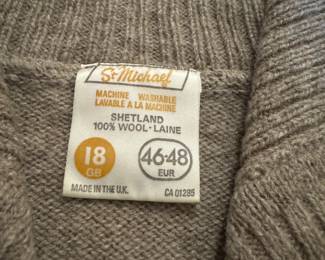 St Michael
MACHINE WASHABLE
LAVABLE A LA MACHINE
SHETLAND
100% WOOL-LAINE
18
GB
46-48
EUR
MADE IN THE U.K.
CA 01285